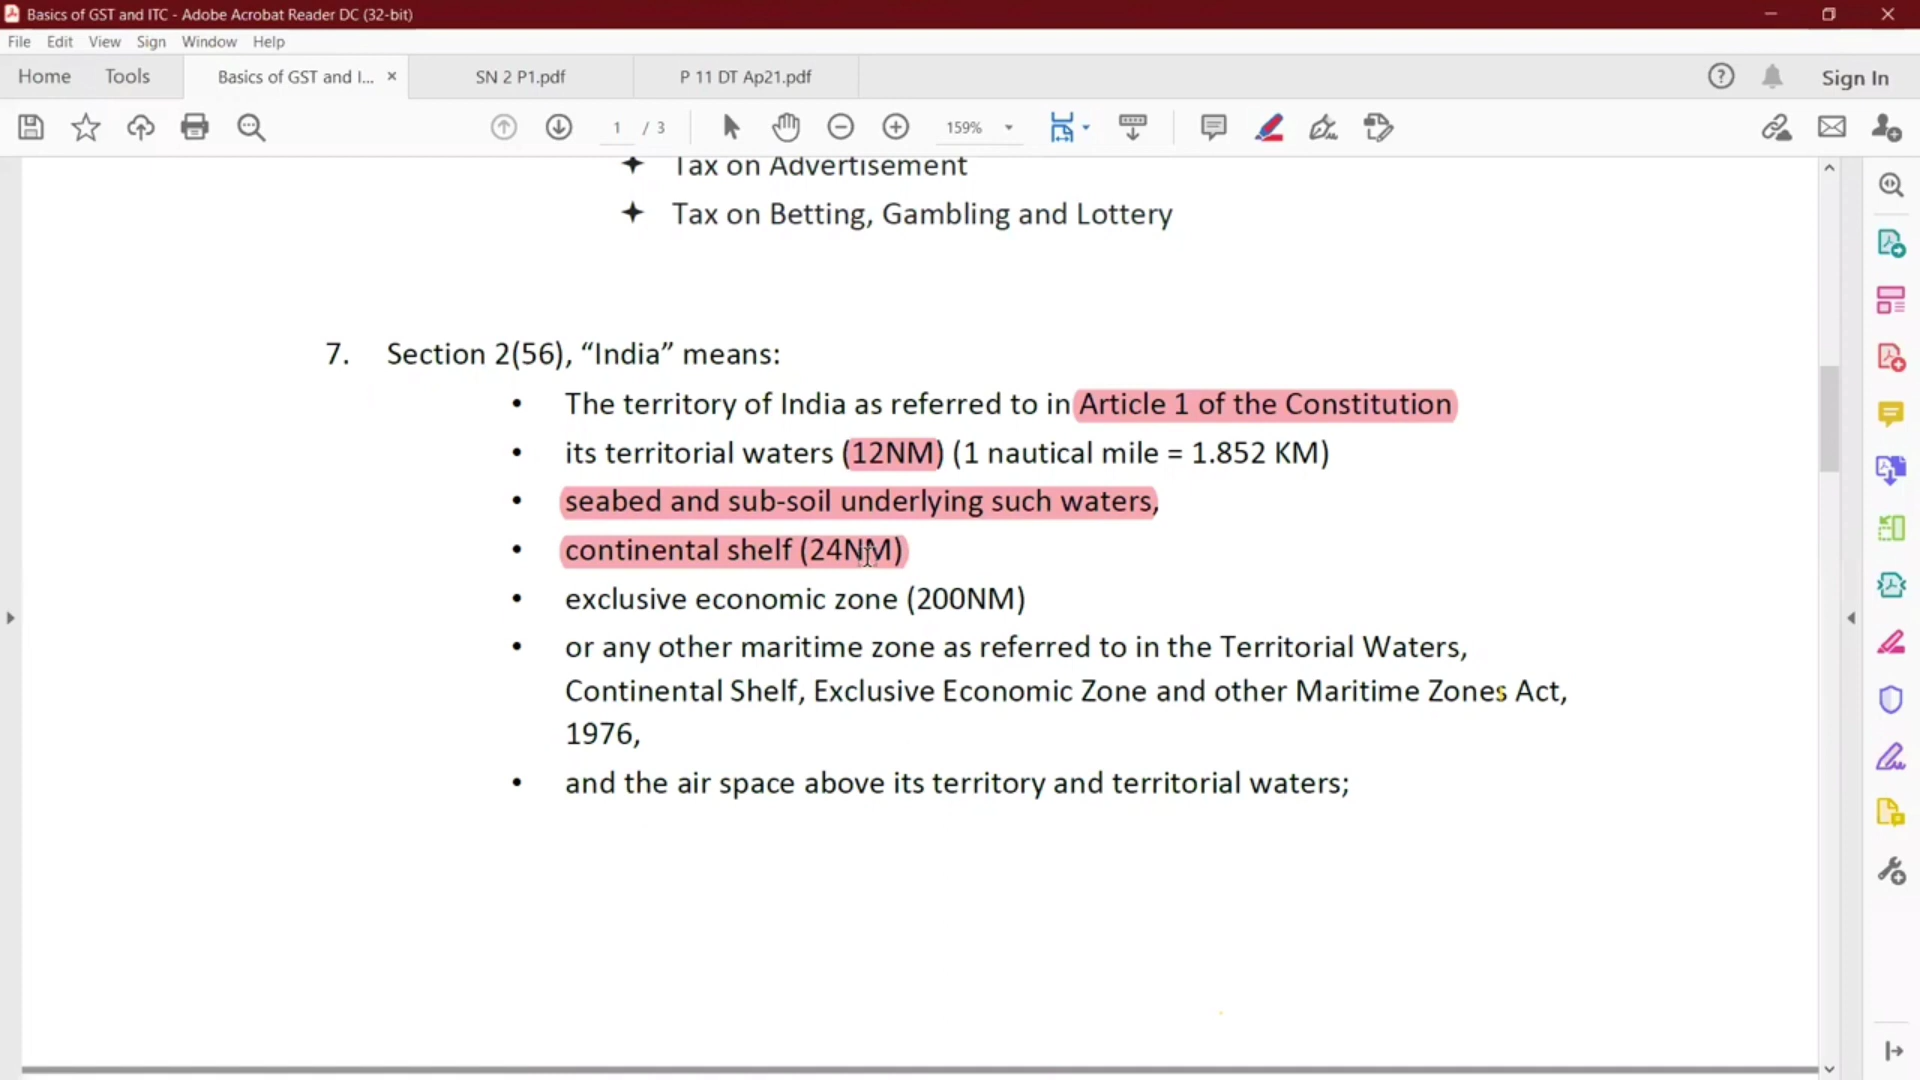 Basics of GST and ITC - Adobe Acrobat Reader DC (32-bit)
File Edit View Sign Window Help
Home Tools Basics of GST and I... × SN 2 P1.pdf P 11 DT Ap21.pdf Sign In
1 / 3 159%
Tax on Advertisement
Tax on Betting, Gambling and Lottery
7. Section 2(56), “India” means:
• The territory of India as referred to in Article 1 of the Constitution
• its territorial waters (12NM) (1 nautical mile = 1.852 KM)
• seabed and sub-soil underlying such waters,
• continental shelf (24NM)
• exclusive economic zone (200NM)
• or any other maritime zone as referred to in the Territorial Waters,
Continental Shelf, Exclusive Economic Zone and other Maritime Zones Act,
1976,
• and the air space above its territory and territorial waters;